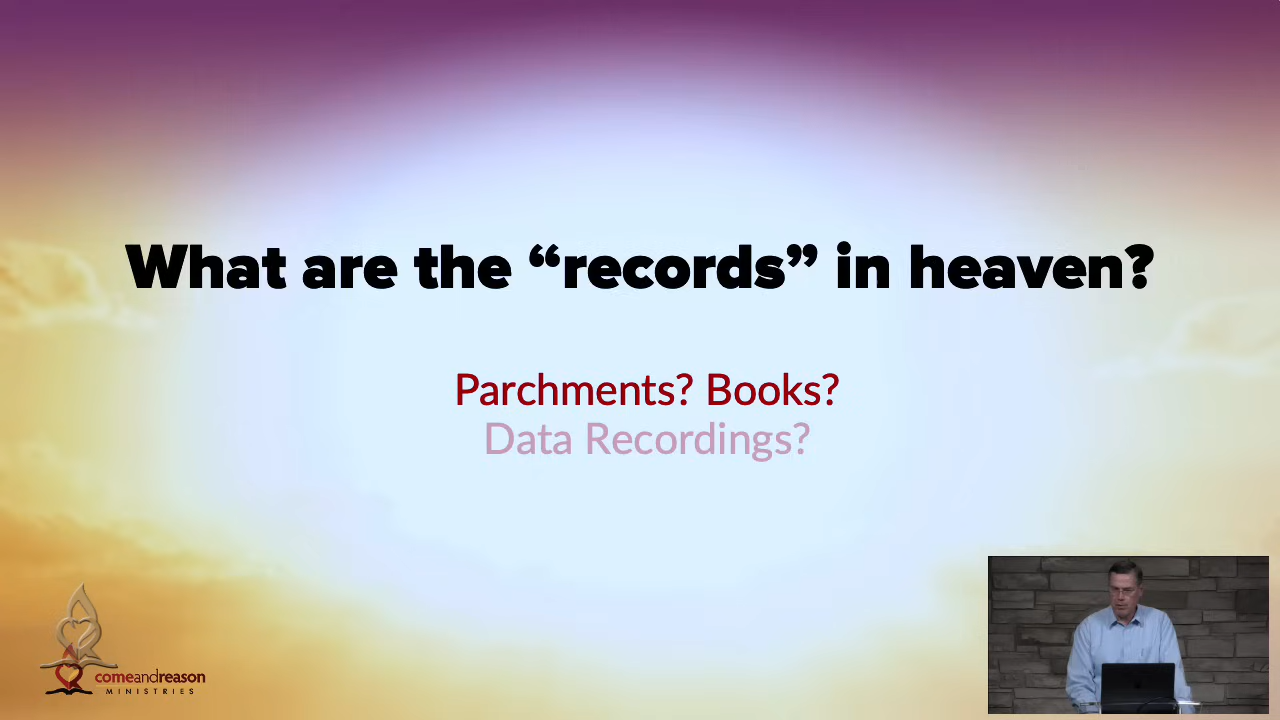 What are the “records” in heaven?
Parchments? Books?
Data Recordings?
comeandreason
MINISTRIES